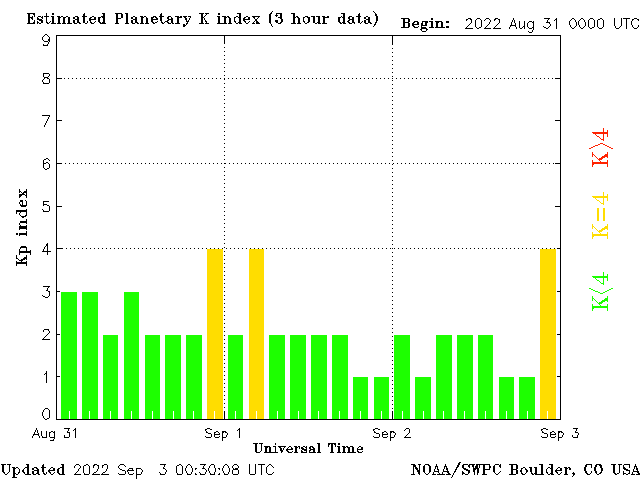 Estimated Planetary K index (3 hour data)
Begin: 2022 Aug 31 0000 UTC
9
8
7
6
5
4
3
2
1
0
Kp index
K>4
K=4
K<4
Aug 31
Sep 1
Sep 2
Sep 3
Universal Time
Updated 2022 Sep 3 00:30:08 UTC
NOAA/SWPC Boulder, CO USA